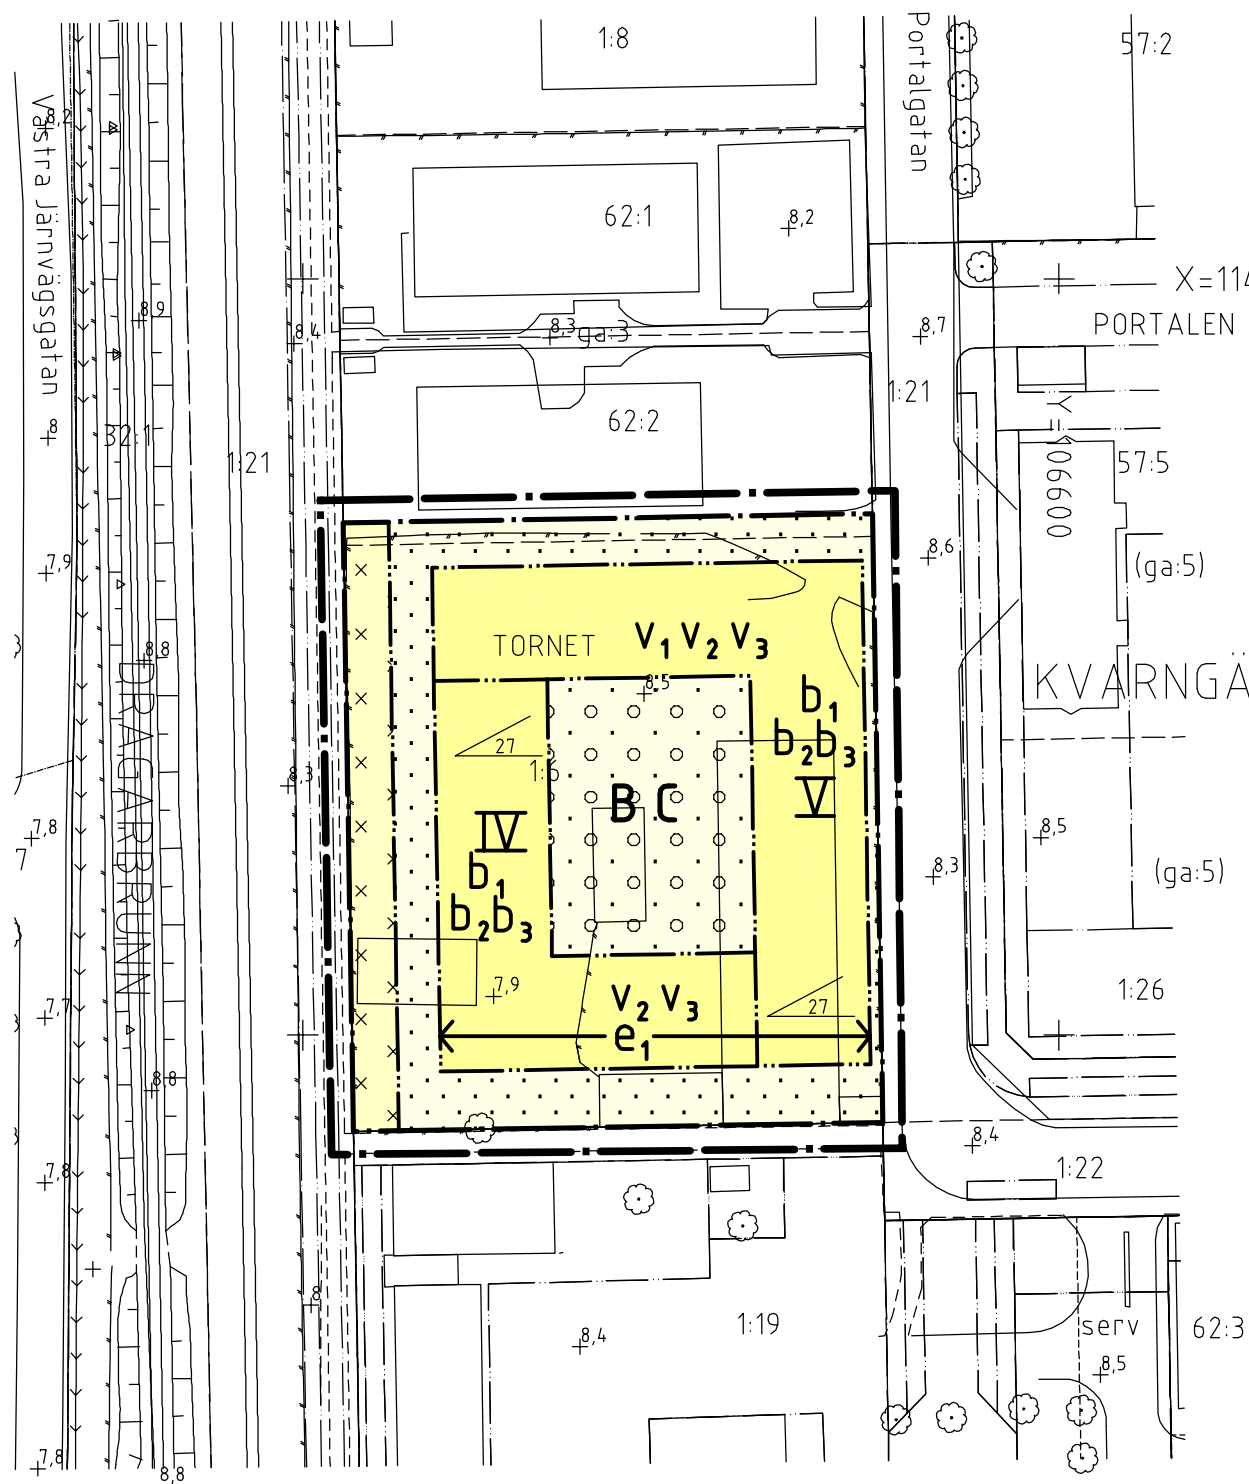 1:8
Portalgatan
57:2
Västra Järnvägsgatan
8,2
62:1
8,2
8,9
8,4
8,3
ga:3
8,7
X=114
PORTALEN
1:21
8
32:1
1:21
62:2
57:5
7,9
8,6
(ga:5)
TORNET
V1 V2 V3
8,8
8,5
KVARNGÄ
DRAGARBRUNN
b1
b2 b3
27
1:6
8,3
B C
V
7,8
7
IV
8,5
b1
8,3
(ga:5)
b2 b3
7,9
V2 V3
27
1:26
7,7
e1
8,8
8,4
7,8
1:22
8
8,4
1:19
serv
62:3
8,5
7,8
8,8